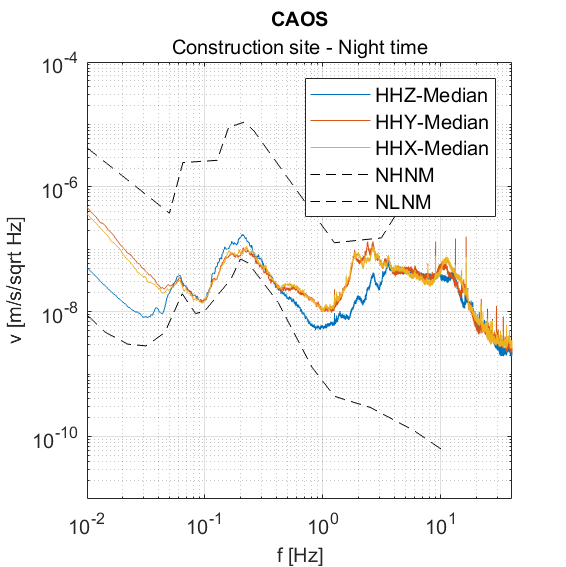 CAOS
Construction site - Night time
10^-4
10^-6
10^-8
10^-10
v [m/s/sqrt Hz]
HHZ-Median
HHY-Median
HHX-Median
NHNM
NLNM
10^-2
10^-1
10^0
10^1
f [Hz]